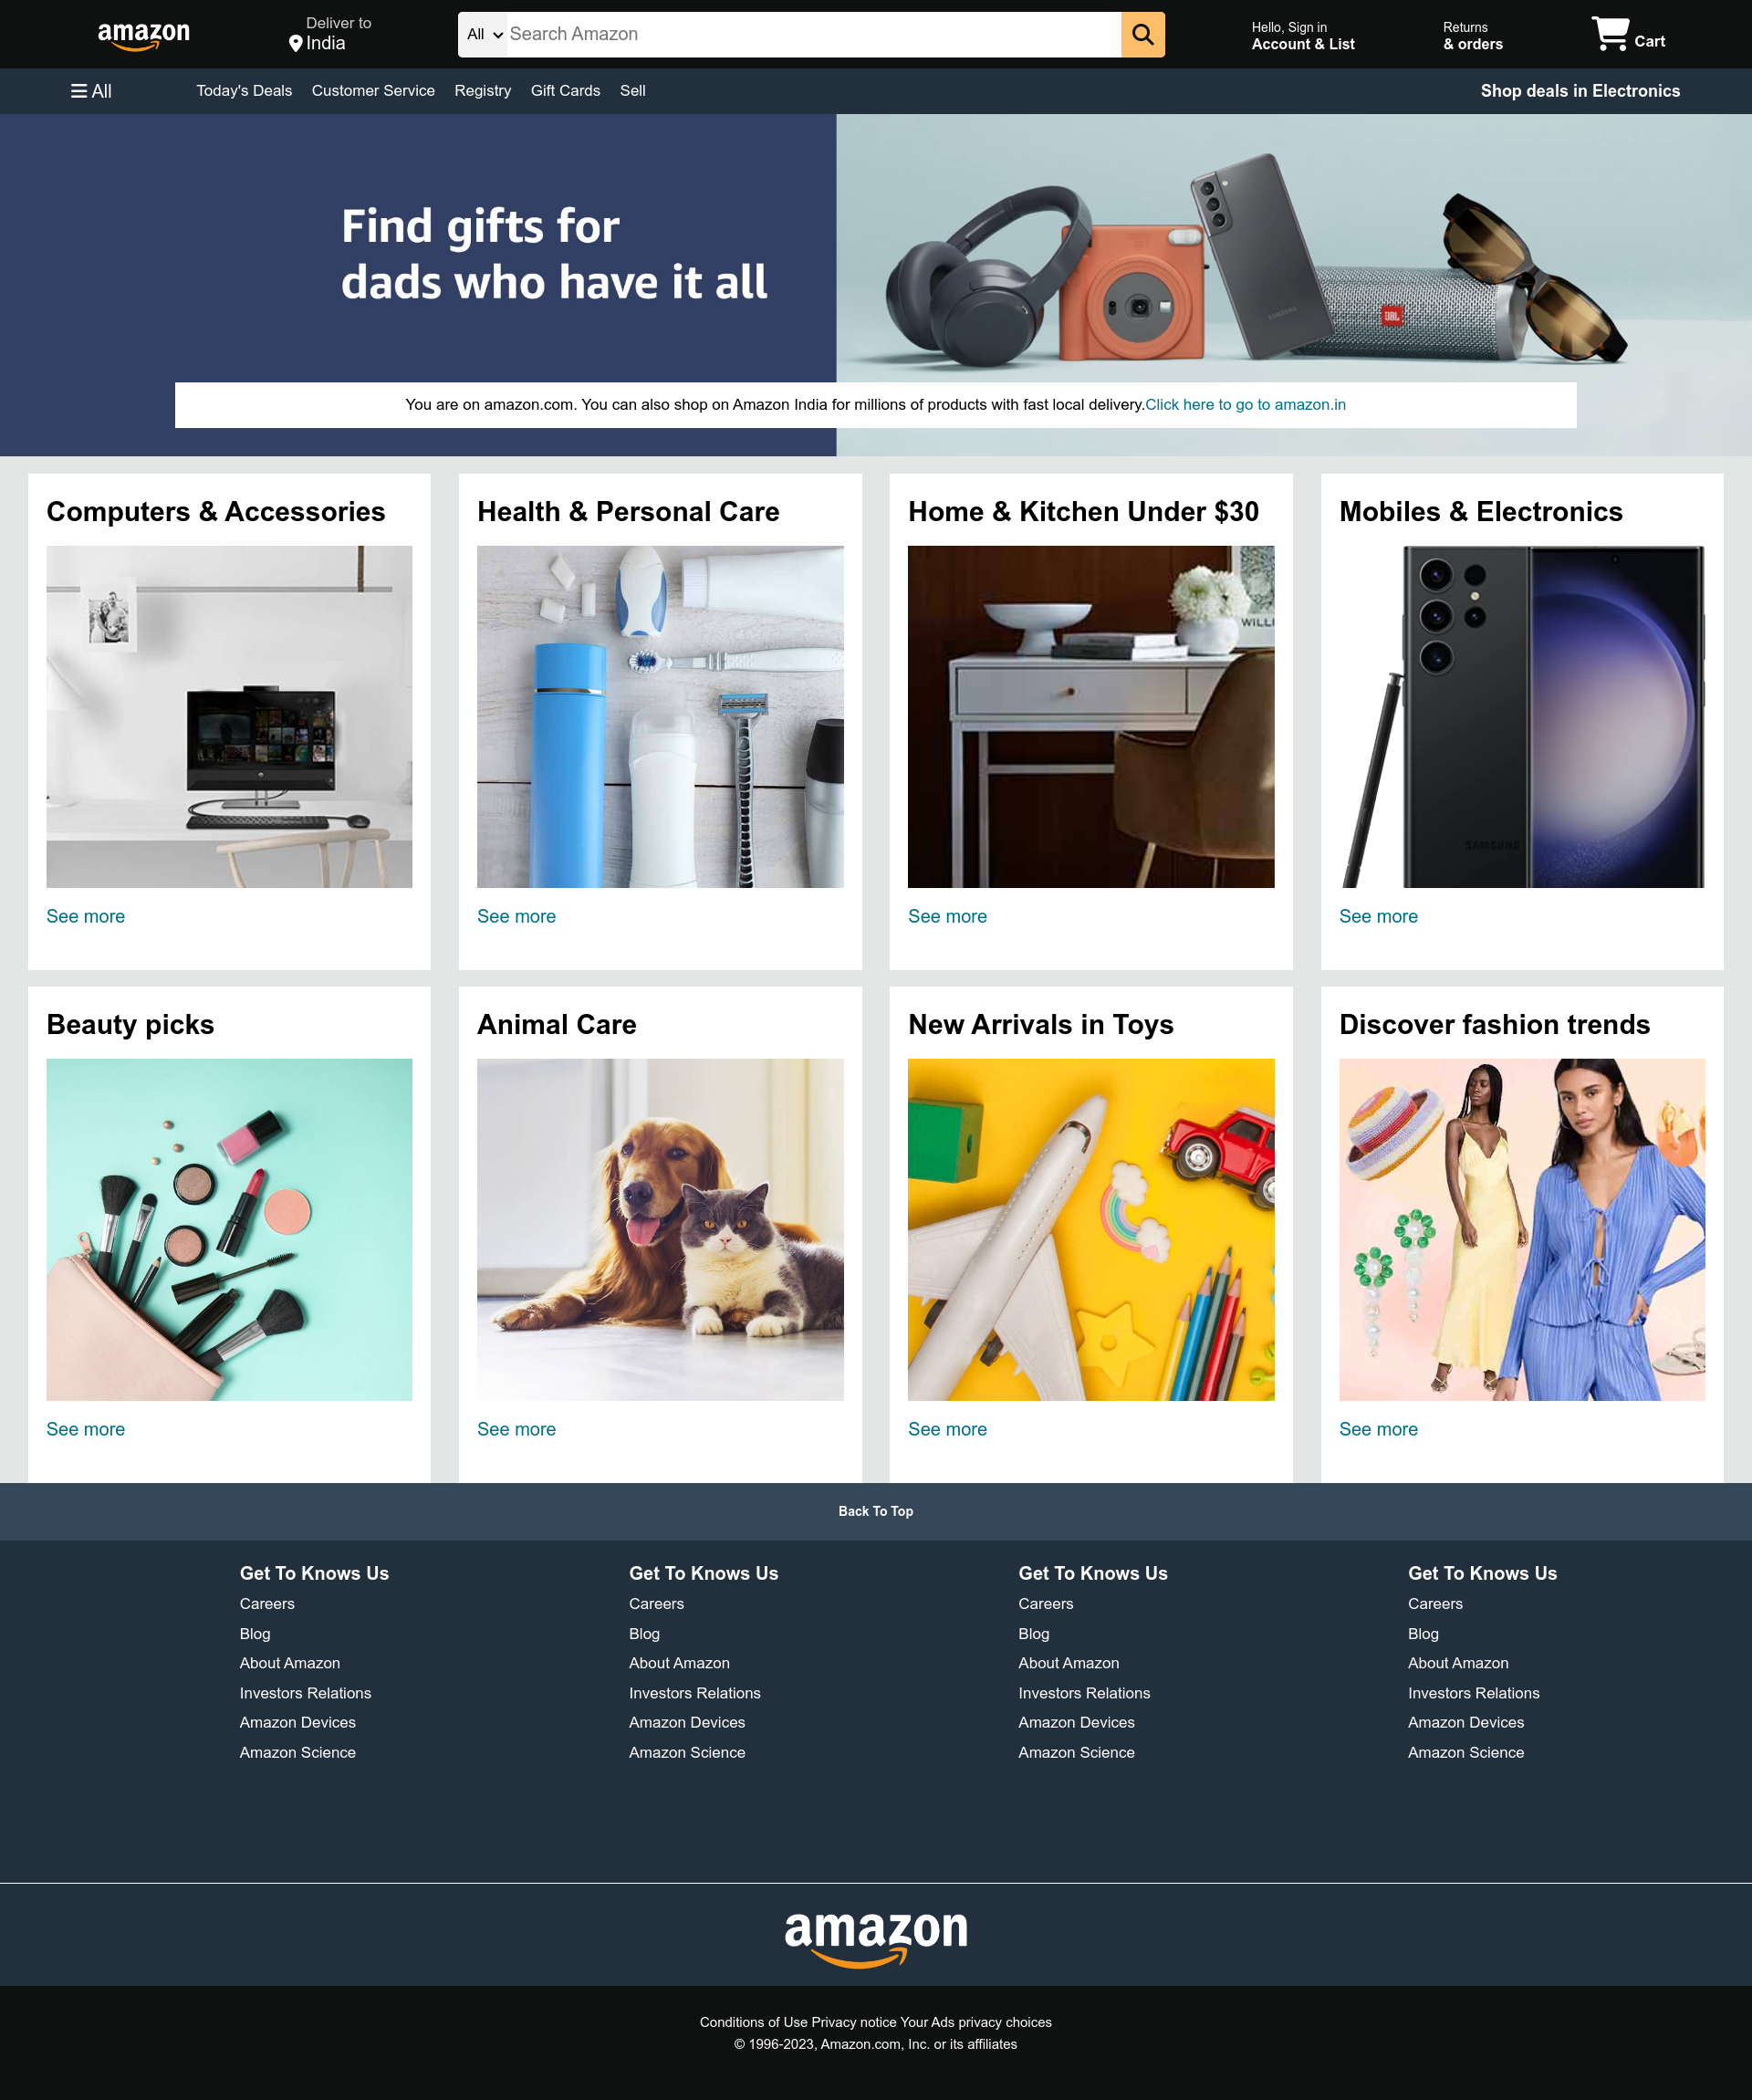 amazon
Deliver to
India
All
Search Amazon
Hello, Sign in
Account & List
Returns
& orders
Cart
All
Today's Deals
Customer Service
Registry
Gift Cards
Sell
Shop deals in Electronics
Find gifts for
dads who have it all
SAMSUNG
JBL
You are on amazon.com. You can also shop on Amazon India for millions of products with fast local delivery.Click here to go to amazon.in
Computers & Accessories
Health & Personal Care
Home & Kitchen Under $30
Mobiles & Electronics
WILLI
SAMSUNG
See more
See more
See more
See more
Beauty picks
Animal Care
New Arrivals in Toys
Discover fashion trends
See more
See more
See more
See more
Back To Top
Get To Knows Us
Careers
Blog
About Amazon
Investors Relations
Amazon Devices
Amazon Science
Get To Knows Us
Careers
Blog
About Amazon
Investors Relations
Amazon Devices
Amazon Science
Get To Knows Us
Careers
Blog
About Amazon
Investors Relations
Amazon Devices
Amazon Science
Get To Knows Us
Careers
Blog
About Amazon
Investors Relations
Amazon Devices
Amazon Science
amazon
Conditions of Use Privacy notice Your Ads privacy choices
© 1996-2023, Amazon.com, Inc. or its affiliates